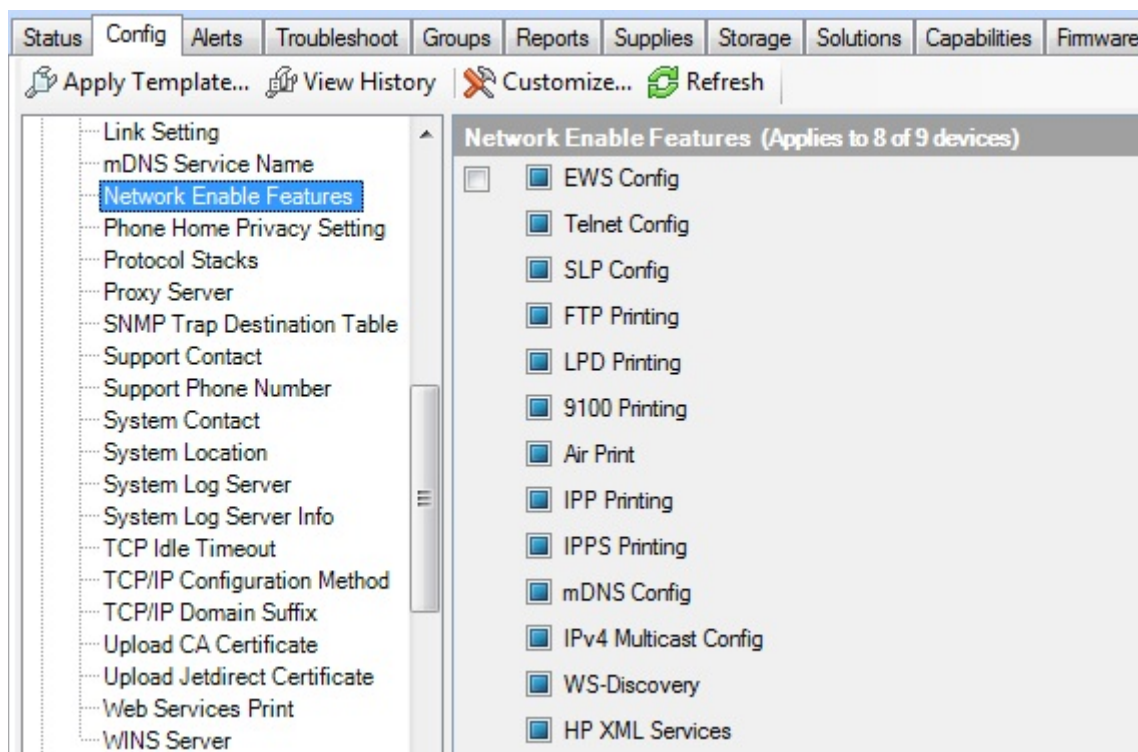 Status Config Alerts Troubleshoot Groups Reports Supplies Storage Solutions Capabilities Firmware
Apply Template... View History Customize... Refresh
Link Setting
mDNS Service Name
Network Enable Features
Phone Home Privacy Setting
Protocol Stacks
Proxy Server
SNMP Trap Destination Table
Support Contact
Support Phone Number
System Contact
System Location
System Log Server
System Log Server Info
TCP Idle Timeout
TCP/IP Configuration Method
TCP/IP Domain Suffix
Upload CA Certificate
Upload Jetdirect Certificate
Web Services Print
WINS Server
Network Enable Features (Applies to 8 of 9 devices)
EWS Config
Telnet Config
SLP Config
FTP Printing
LPD Printing
9100 Printing
Air Print
IPP Printing
IPPS Printing
mDNS Config
IPv4 Multicast Config
WS-Discovery
HP XML Services